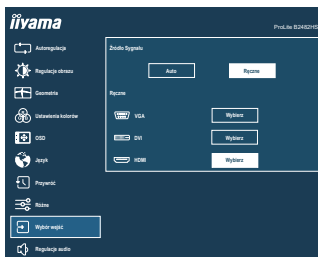 iiyama
ProLite B2482HS
Autoregulacja
Regulacja obrazu
Geometria
Ustawienia kolorów
OSD
Język
Przywróć
Różne
Wybór wejść
Regulacje audio
Źródło Sygnału
Auto
Ręczne
Ręczne
VGA
Wybierz
DVI
Wybierz
HDMI
Wybierz